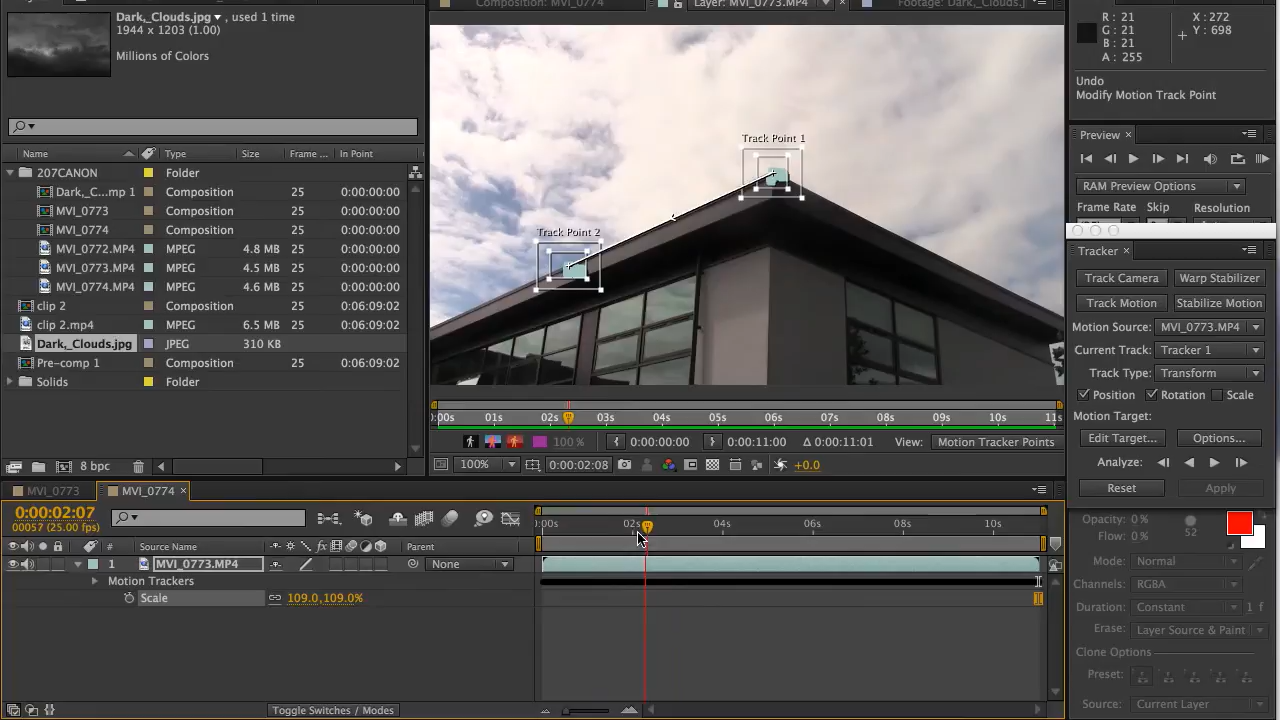 Dark,_Clouds.jpg , used 1 time
1944 x 1203 (1.00)
Millions of Colors
Name Type Size Frame ... In Point
207CANON Folder
Dark,_C...mp 1 Composition 25 0:00:00:00
MVI_0773 Composition 25 0:00:00:00
MVI_0774 Composition 25 0:00:00:00
MVI_0772.MP4 MPEG 4.8 MB 25 0:00:00:00
MVI_0773.MP4 MPEG 4.5 MB 25 0:00:00:00
MVI_0774.MP4 MPEG 4.6 MB 25 0:00:00:00
clip 2 Composition 25 0:06:09:02
clip 2.mp4 MPEG 6.5 MB 25 0:06:09:02
Dark,_Clouds.jpg JPEG 310 KB
Pre-comp 1 Composition 25 0:06:09:02
Solids Folder
8 bpc
Composition: MVI_0774
Layer: MVI_0773.MP4
Footage: Dark,_Clouds.j
Track Point 1
Track Point 2
:00s 01s 02s 03s 04s 05s 06s 07s 08s 09s 10s 11s
100% 0:00:00:00 0:00:11:00 Δ 0:00:11:01 View: Motion Tracker Points
100% 0:00:02:08 +0.0
R : 21 X : 272
G : 21 Y : 698
B : 21
A : 255
Undo
Modify Motion Track Point
Preview
RAM Preview Options
Frame Rate Skip Resolution
Tracker
Track Camera Warp Stabilizer
Track Motion Stabilize Motion
Motion Source: MVI_0773.MP4
Current Track: Tracker 1
Track Type: Transform
Position Rotation Scale
Motion Target:
Edit Target... Options...
Analyze:
Reset Apply
Opacity: 0 %
Flow: 0 %
52
Mode: Normal
Channels: RGBA
Duration: Constant 1 f
Erase: Layer Source & Paint
Clone Options
Preset:
Source: Current Layer
MVI_0773 MVI_0774
0:00:02:07
00057 (25.00 fps)
:00s 02s 04s 06s 08s 10s
# Source Name Parent
1 MVI_0773.MP4 None
Motion Trackers
Scale 109.0,109.0%
Toggle Switches / Modes